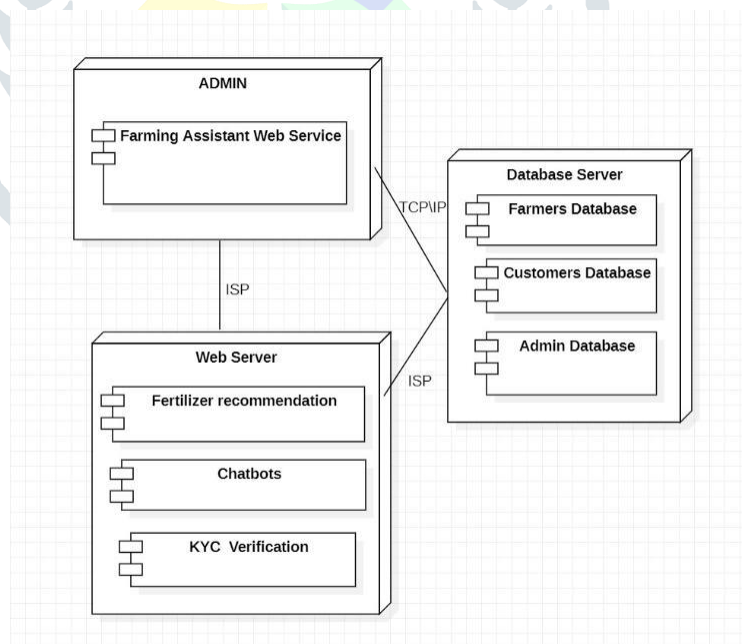 ADMIN
Farming Assistant Web Service
TCP\IP
ISP
Database Server
Farmers Database
Customers Database
Admin Database
Web Server
Fertilizer recommendation
Chatbots
KYC Verification
ISP